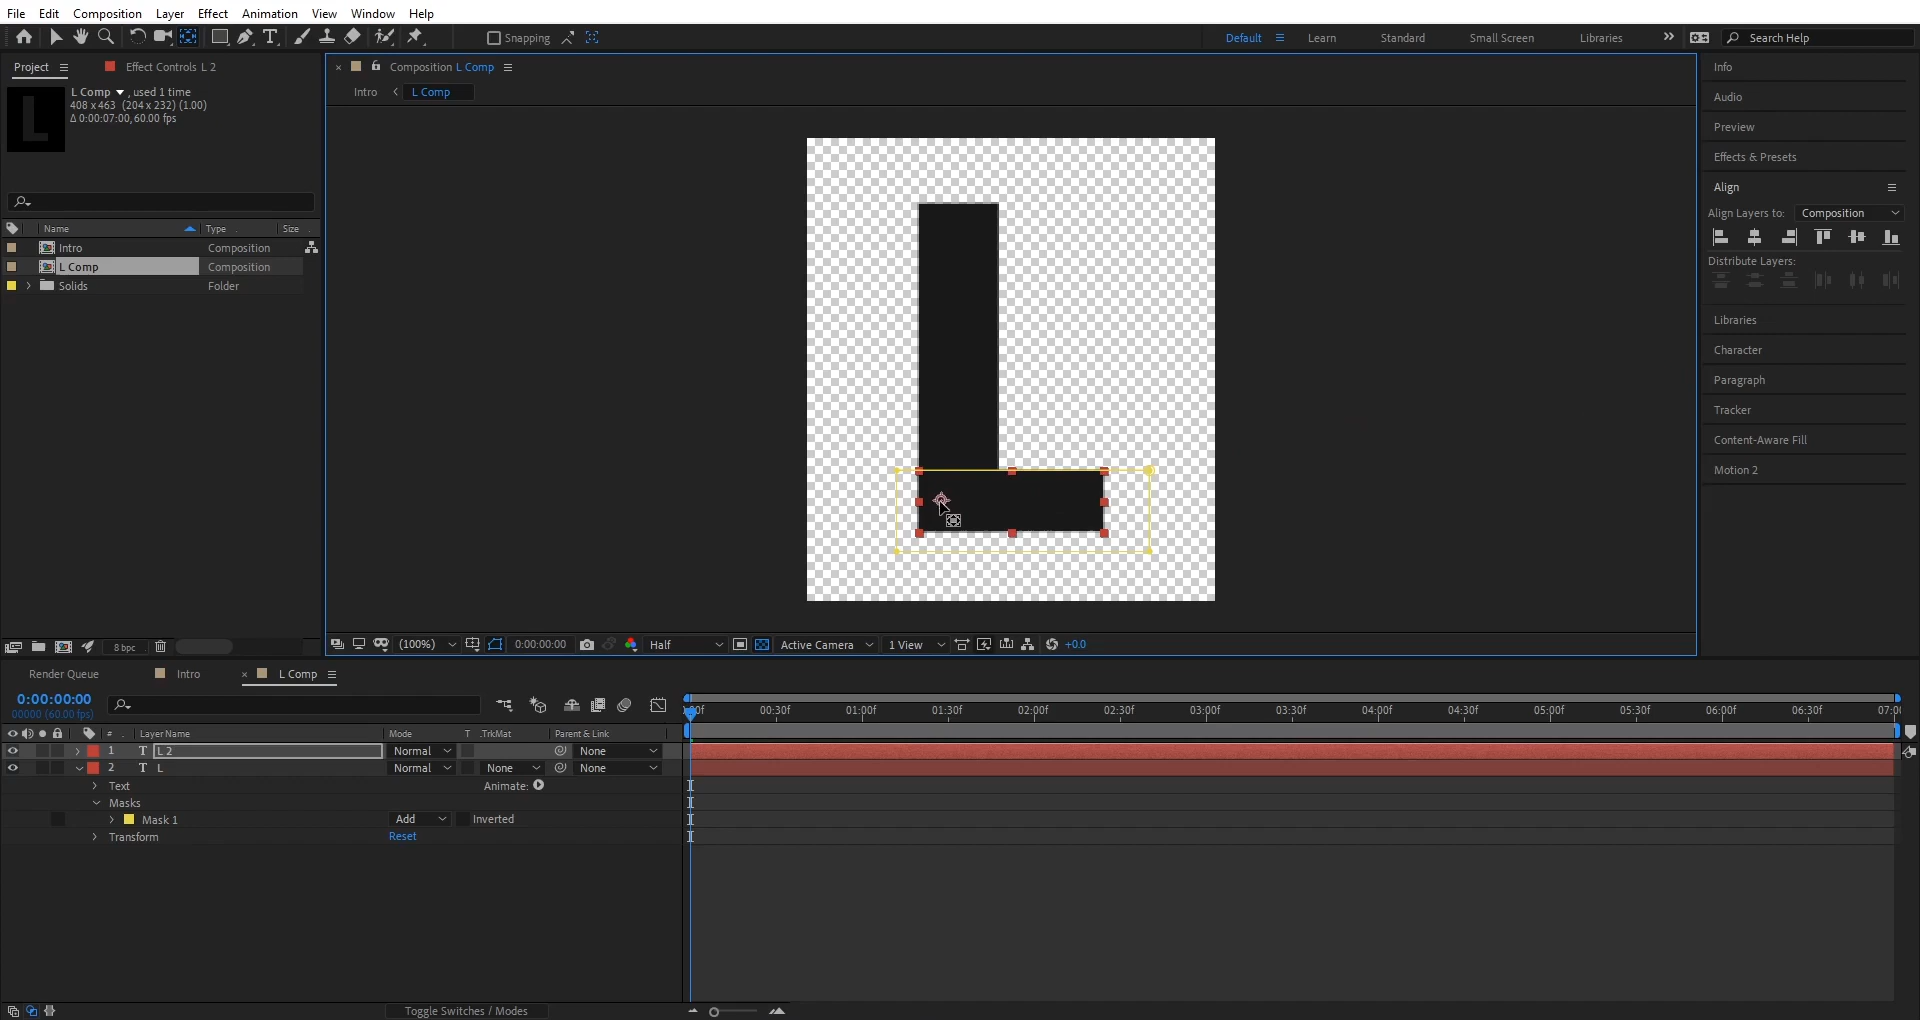 File Edit Composition Layer Effect Animation View Window Help
Snapping
Default Learn Standard Small Screen Libraries Search Help
Project Effect Controls L 2
L Comp , used 1 time
408 x 463 (204 x 232) (1.00)
Δ 0:00:07:00, 60.00 fps
Name Type Size
Intro Composition
L Comp Composition
Solids Folder
8 bpc
Composition L Comp
Intro L Comp
(100%) 0:00:00:00 Half Active Camera 1 View +0.0
Info
Audio
Preview
Effects & Presets
Align
Align Layers to: Composition
Distribute Layers:
Libraries
Character
Paragraph
Tracker
Content-Aware Fill
Motion 2
Render Queue Intro L Comp
0:00:00:00
00000 (60.00 fps)
00:30f 01:00f 01:30f 02:00f 02:30f 03:00f 03:30f 04:00f 04:30f 05:00f 05:30f 06:00f 06:30f
# Layer Name Mode T .TrkMat Parent & Link
1 T L 2 Normal None
2 T L Normal None None
Text Animate:
Masks
Mask 1 Add Inverted
Transform Reset
Toggle Switches / Modes